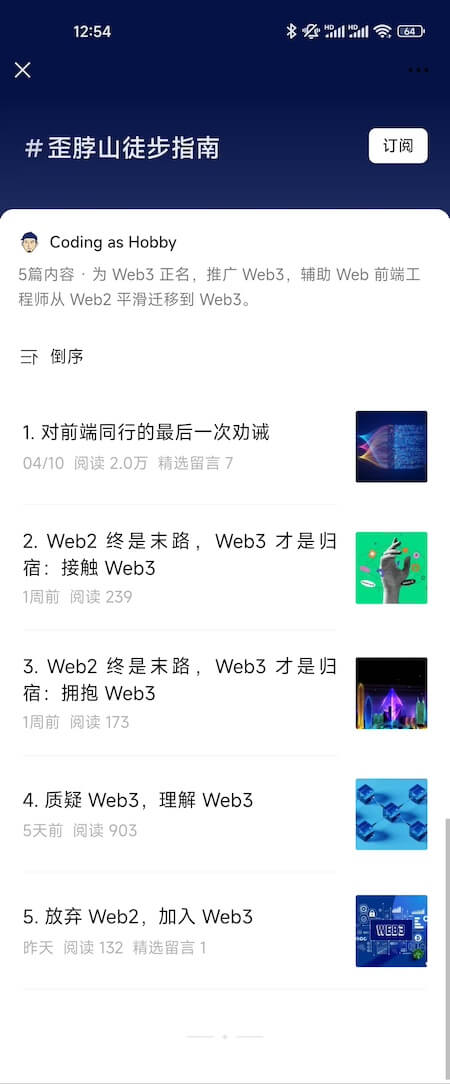 12:54
HD HD 64
#歪脖山徒步指南
订阅
Coding as Hobby
5篇内容 · 为 Web3 正名，推广 Web3，辅助 Web 前端工
程师从 Web2 平滑迁移到 Web3。
倒序
1. 对前端同行的最后一次劝诫
04/10 阅读 2.0万 精选留言 7
2. Web2 终是末路，Web3 才是归
宿：接触 Web3
1周前 阅读 239
3. Web2 终是末路，Web3 才是归
宿：拥抱 Web3
1周前 阅读 173
4. 质疑 Web3，理解 Web3
5天前 阅读 903
5. 放弃 Web2，加入 Web3
昨天 阅读 132 精选留言 1
WEB3